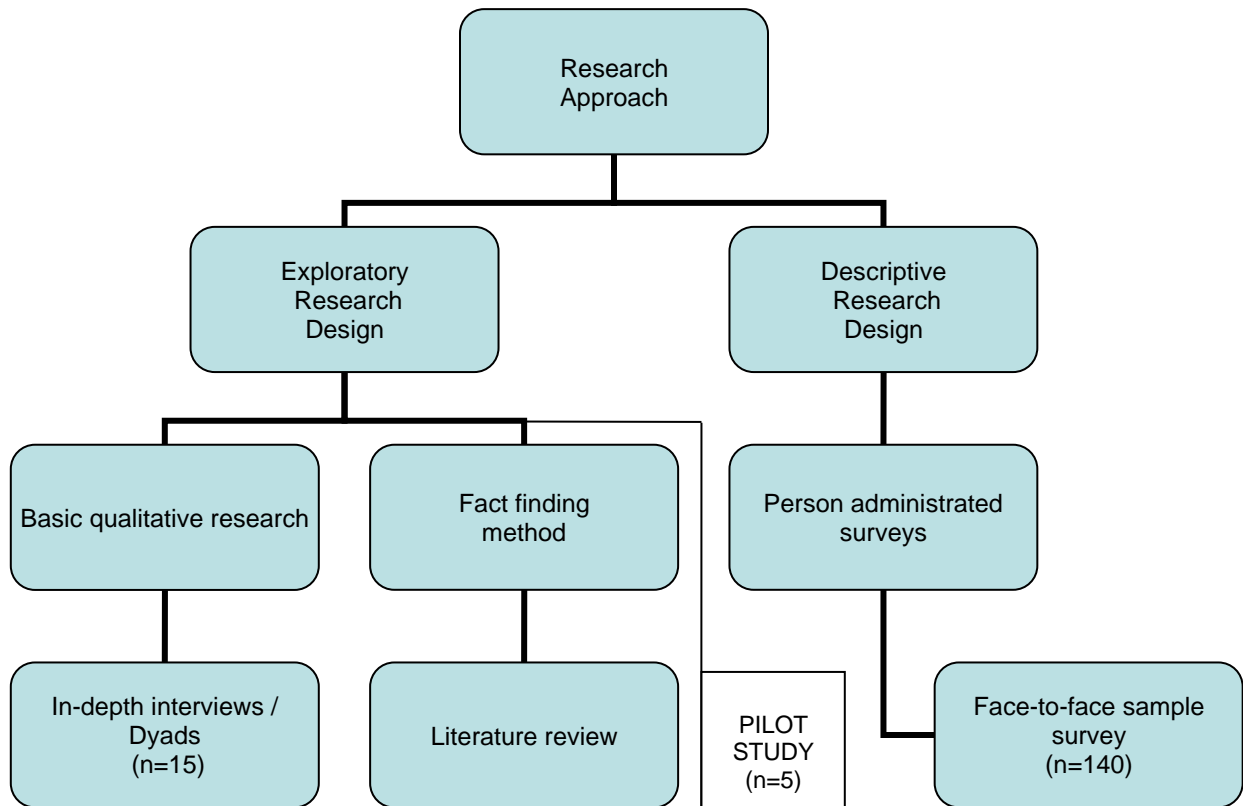 Research
Approach
Exploratory
Research
Design
Descriptive
Research
Design
Basic qualitative research
Fact finding
method
Person administrated
surveys
In-depth interviews /
Dyads
(n=15)
Literature review
PILOT
STUDY
(n=5)
Face-to-face sample
survey
(n=140)